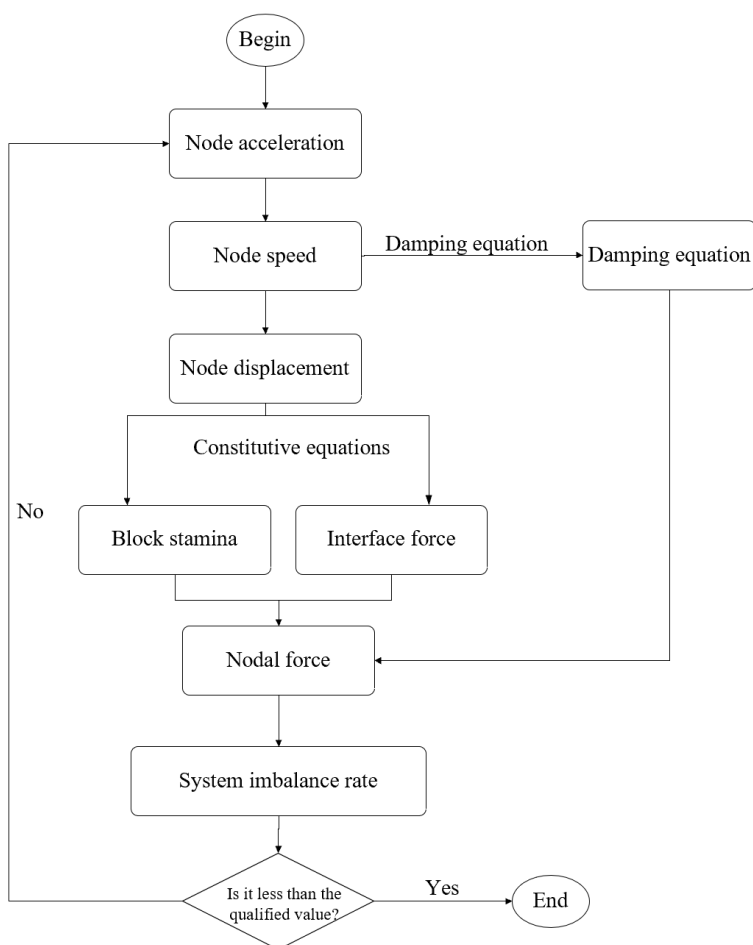 Begin
Node acceleration
Node speed
Damping equation
Damping equation
Node displacement
Constitutive equations
No
Block stamina
Interface force
Nodal force
System imbalance rate
Is it less than the
qualified value?
Yes
End